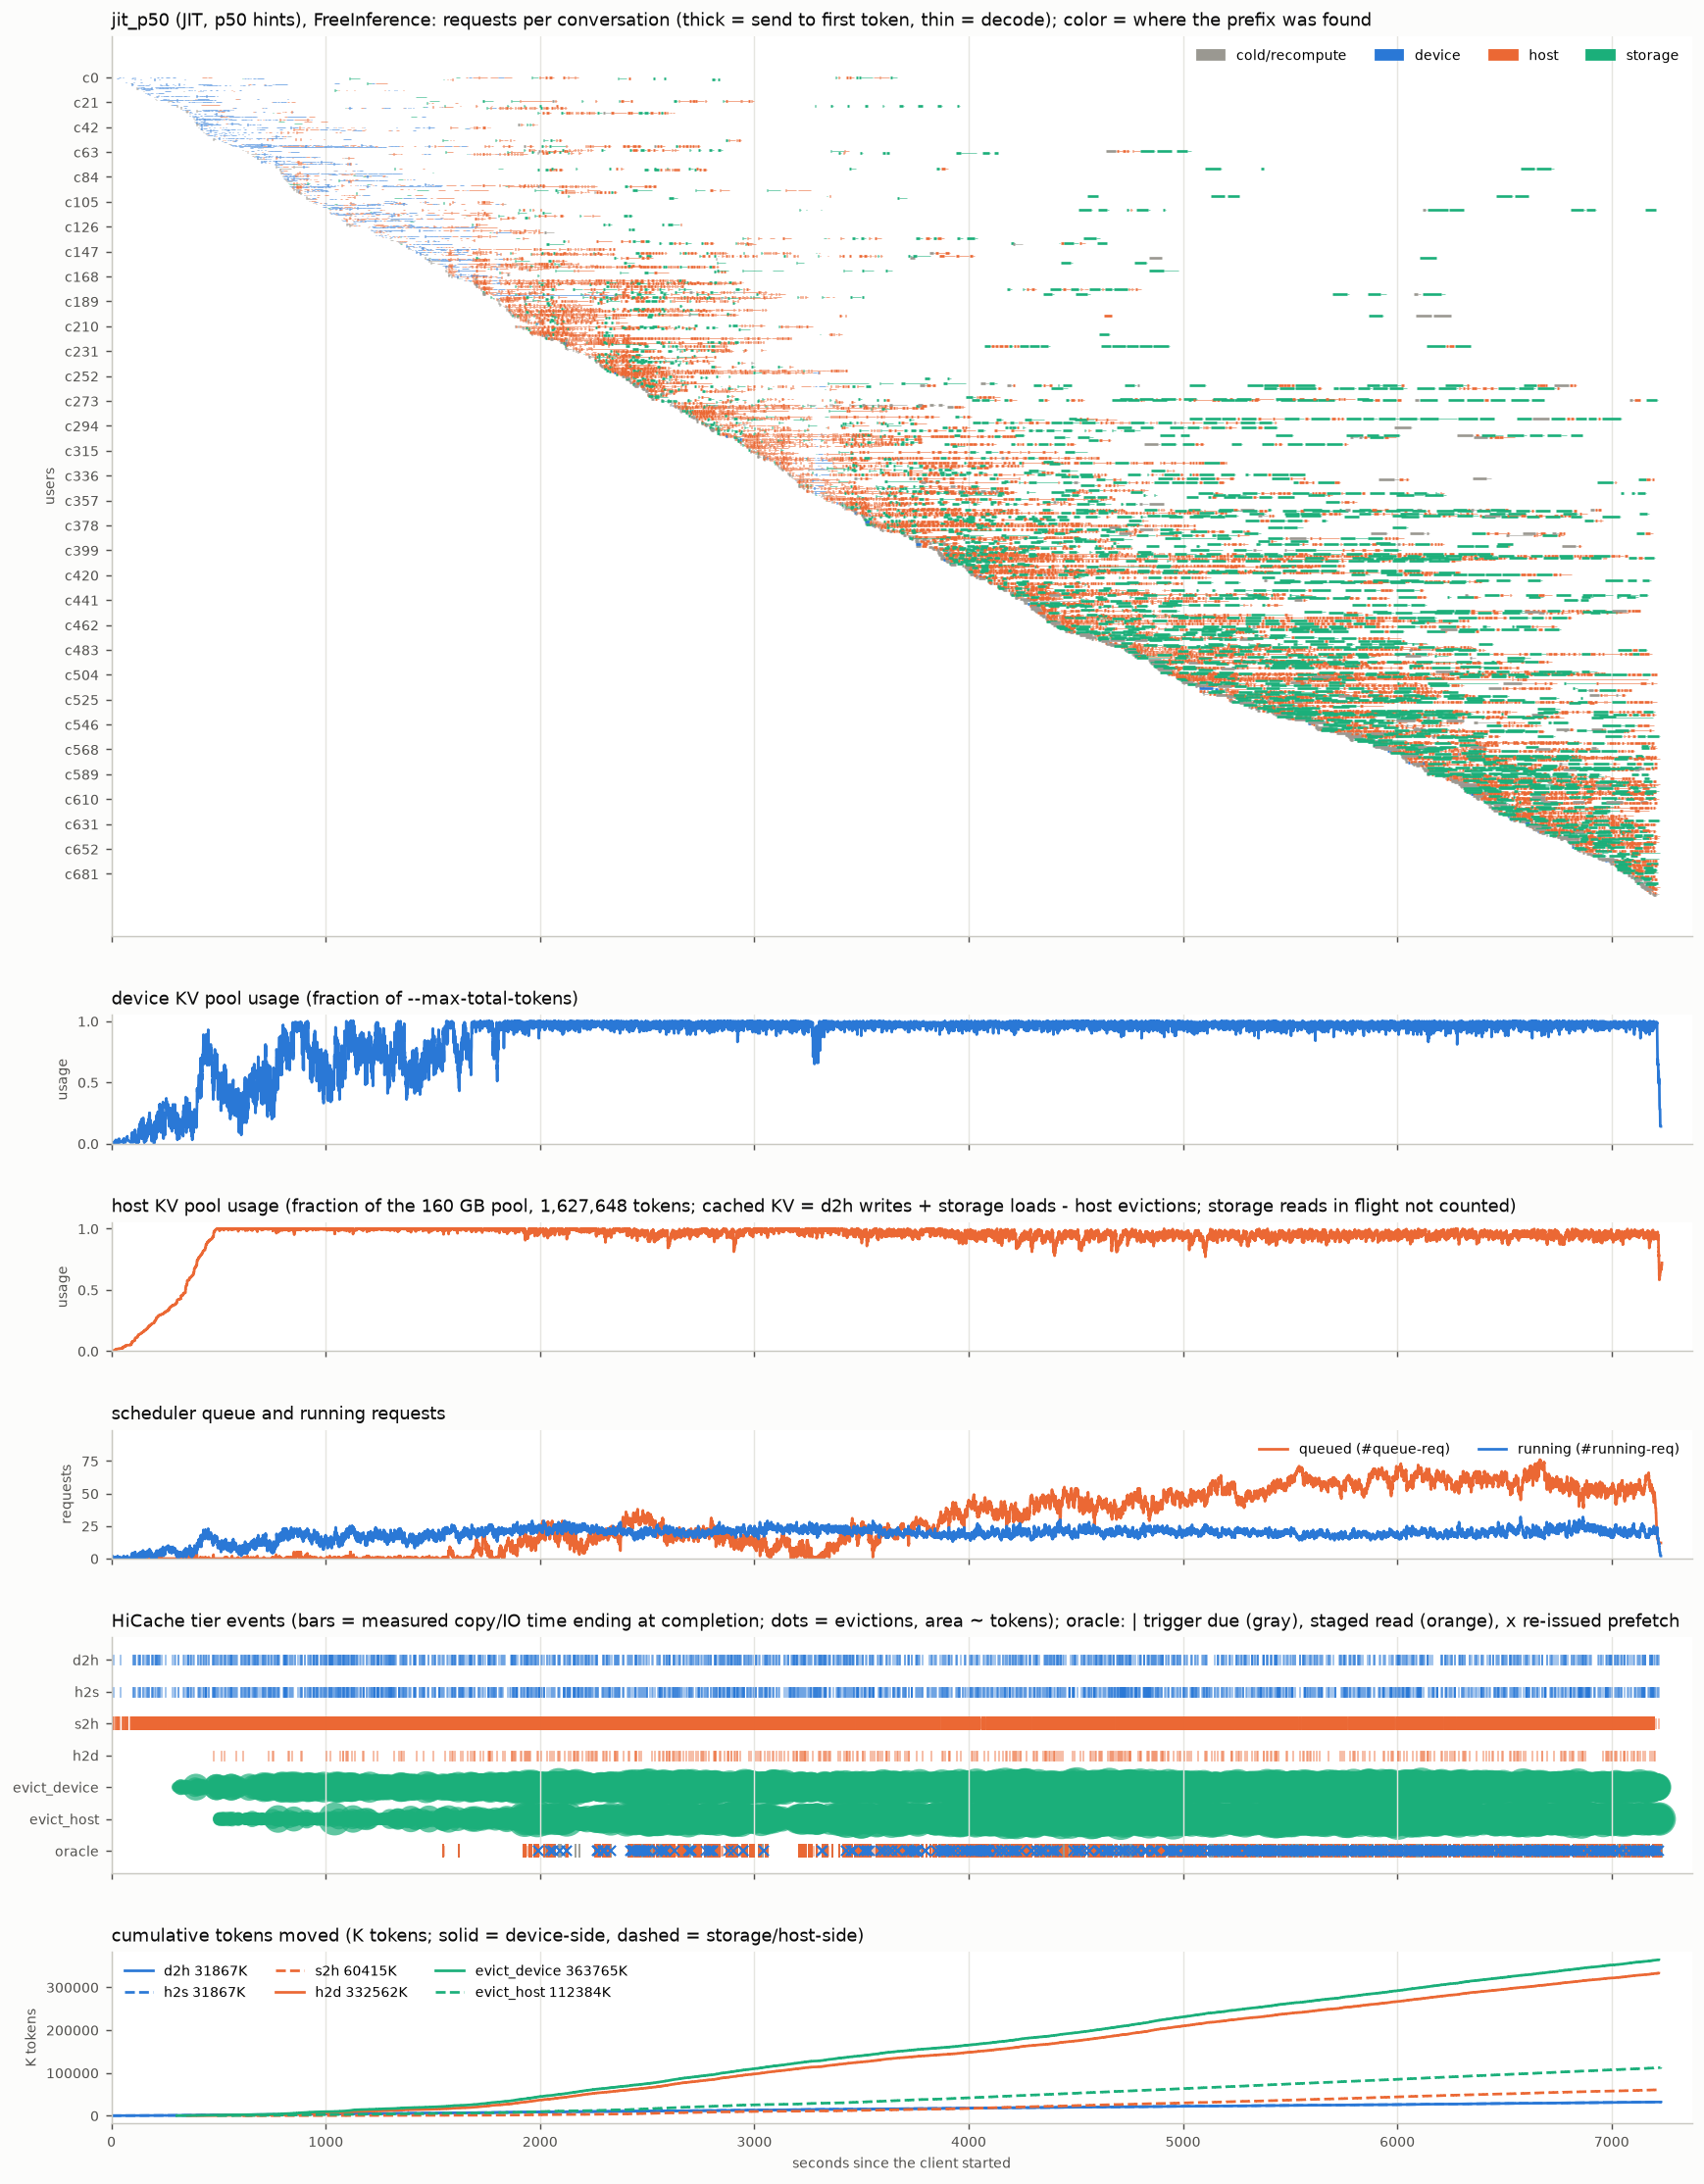 jit_p50 (JIT, p50 hints), FreeInference: requests per conversation (thick = send to first token, thin = decode); color = where the prefix was found
cold/recompute
device
host
storage
c0
c21
c42
c63
c84
c105
c126
c147
c168
c189
c210
c231
c252
c273
c294
c315
c336
c357
c378
c399
c420
c441
c462
c483
c504
c525
c546
c568
c589
c610
c631
c652
c681
users
device KV pool usage (fraction of --max-total-tokens)
1.0
0.5
0.0
usage
host KV pool usage (fraction of the 160 GB pool, 1,627,648 tokens; cached KV = d2h writes + storage loads - host evictions; storage reads in flight not counted)
1.0
0.5
0.0
usage
scheduler queue and running requests
queued (#queue-req)
running (#running-req)
75
50
25
0
requests
HiCache tier events (bars = measured copy/IO time ending at completion; dots = evictions, area ~ tokens); oracle: | trigger due (gray), staged read (orange), x re-issued prefetch
d2h
h2s
s2h
h2d
evict_device
evict_host
oracle
cumulative tokens moved (K tokens; solid = device-side, dashed = storage/host-side)
d2h 31867K
h2s 31867K
s2h 60415K
h2d 332562K
evict_device 363765K
evict_host 112384K
300000
200000
100000
0
K tokens
0
1000
2000
3000
4000
5000
6000
7000
seconds since the client started